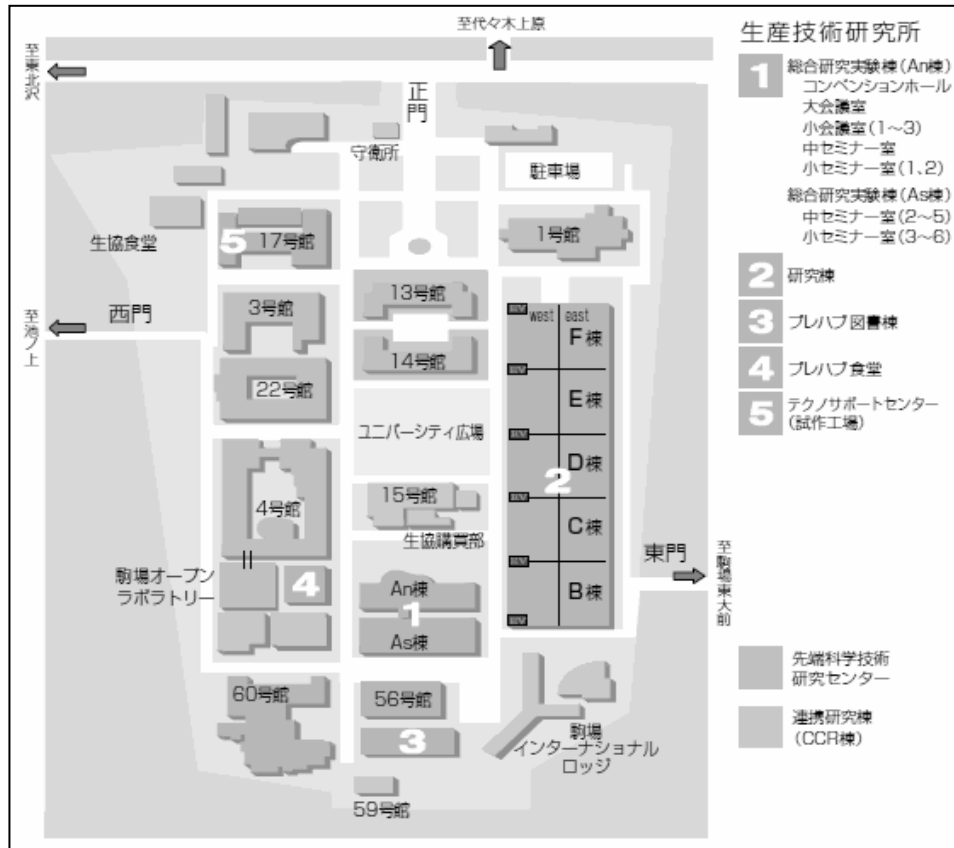 至代々木上原
至東北沢
正門
守衛所
駐車場
生協食堂
5
17号館
1号館
西門
至池ノ上
3号館
13号館
west
east
F棟
14号館
22号館
E棟
ユニバーシティ広場
D棟
2
4号館
15号館
C棟
生協購買部
東門
至駒場東大前
駒場オープン
ラボラトリー
4
An棟
1
As棟
B棟
60号館
56号館
3
駒場
インターナショナル
ロッジ
59号館
EV
EV
EV
EV
EV
EV
生産技術研究所
1
総合研究実験棟(An棟)
コンベンションホール
大会議室
小会議室(1～3)
中セミナー室
小セミナー室(1、2)
総合研究実験棟(As棟)
中セミナー室(2～5)
小セミナー室(3～6)
2 研究棟
3 プレハブ図書棟
4 プレハブ食堂
5 テクノサポートセンター
(試作工場)
先端科学技術
研究センター
連携研究棟
(CCR棟)